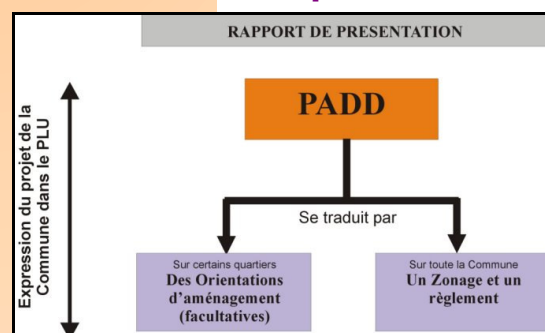 RAPPORT DE PRESENTATION
Expression du projet de la
Commune dans le PLU
PADD
Se traduit par
Sur certains quartiers
Des Orientations
d'aménagement
(facultatives)
Sur toute la Commune
Un Zonage et un
règlement